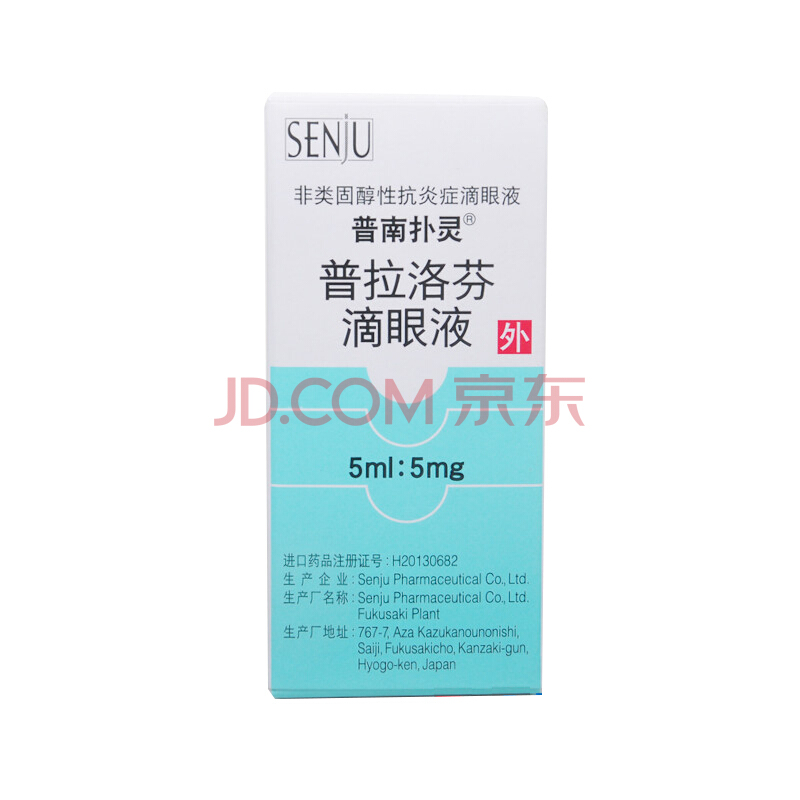 SENJU
非类固醇性抗炎症滴眼液
普南扑灵®
普拉洛芬
滴眼液
外
JD.COM 京东
5ml:5mg
进口药品注册证号:H20130682
生产企业:Senju Pharmaceutical Co., Ltd.
生产厂名称:Senju Pharmaceutical Co., Ltd.
Fukusaki Plant
生产厂地址:767-7, Aza Kazukanounonishi,
Saiji, Fukusakicho, Kanzaki-gun,
Hyogo-ken, Japan